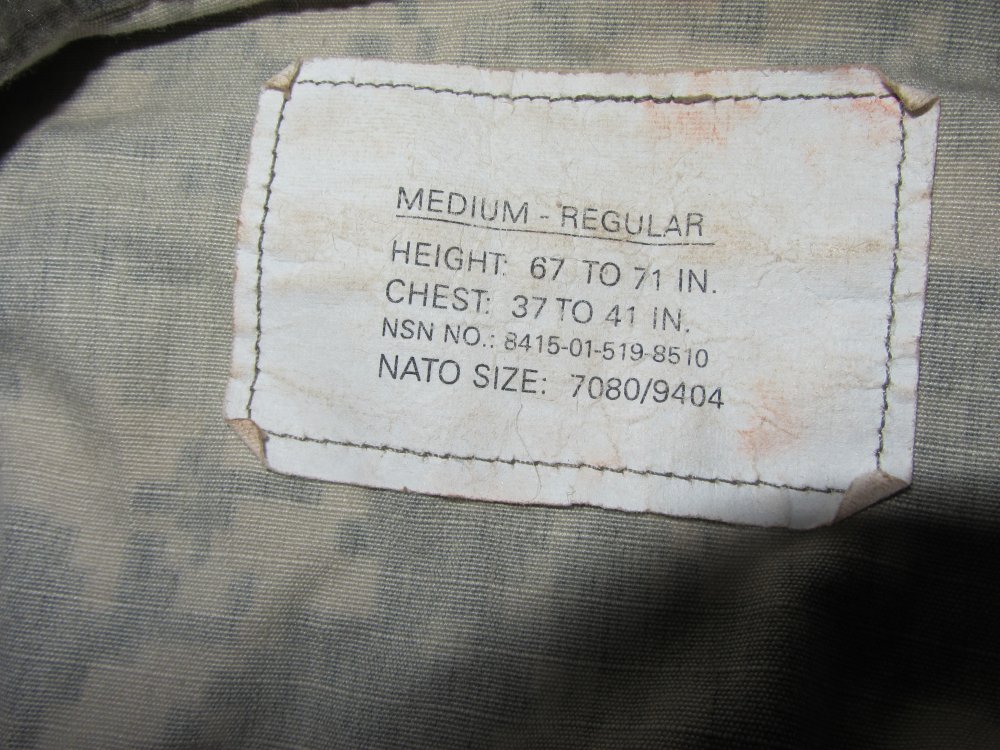 MEDIUM - REGULAR
HEIGHT: 67 TO 71 IN.
CHEST: 37 TO 41 IN.
NSN NO.: 8415-01-519-8510
NATO SIZE: 7080/9404